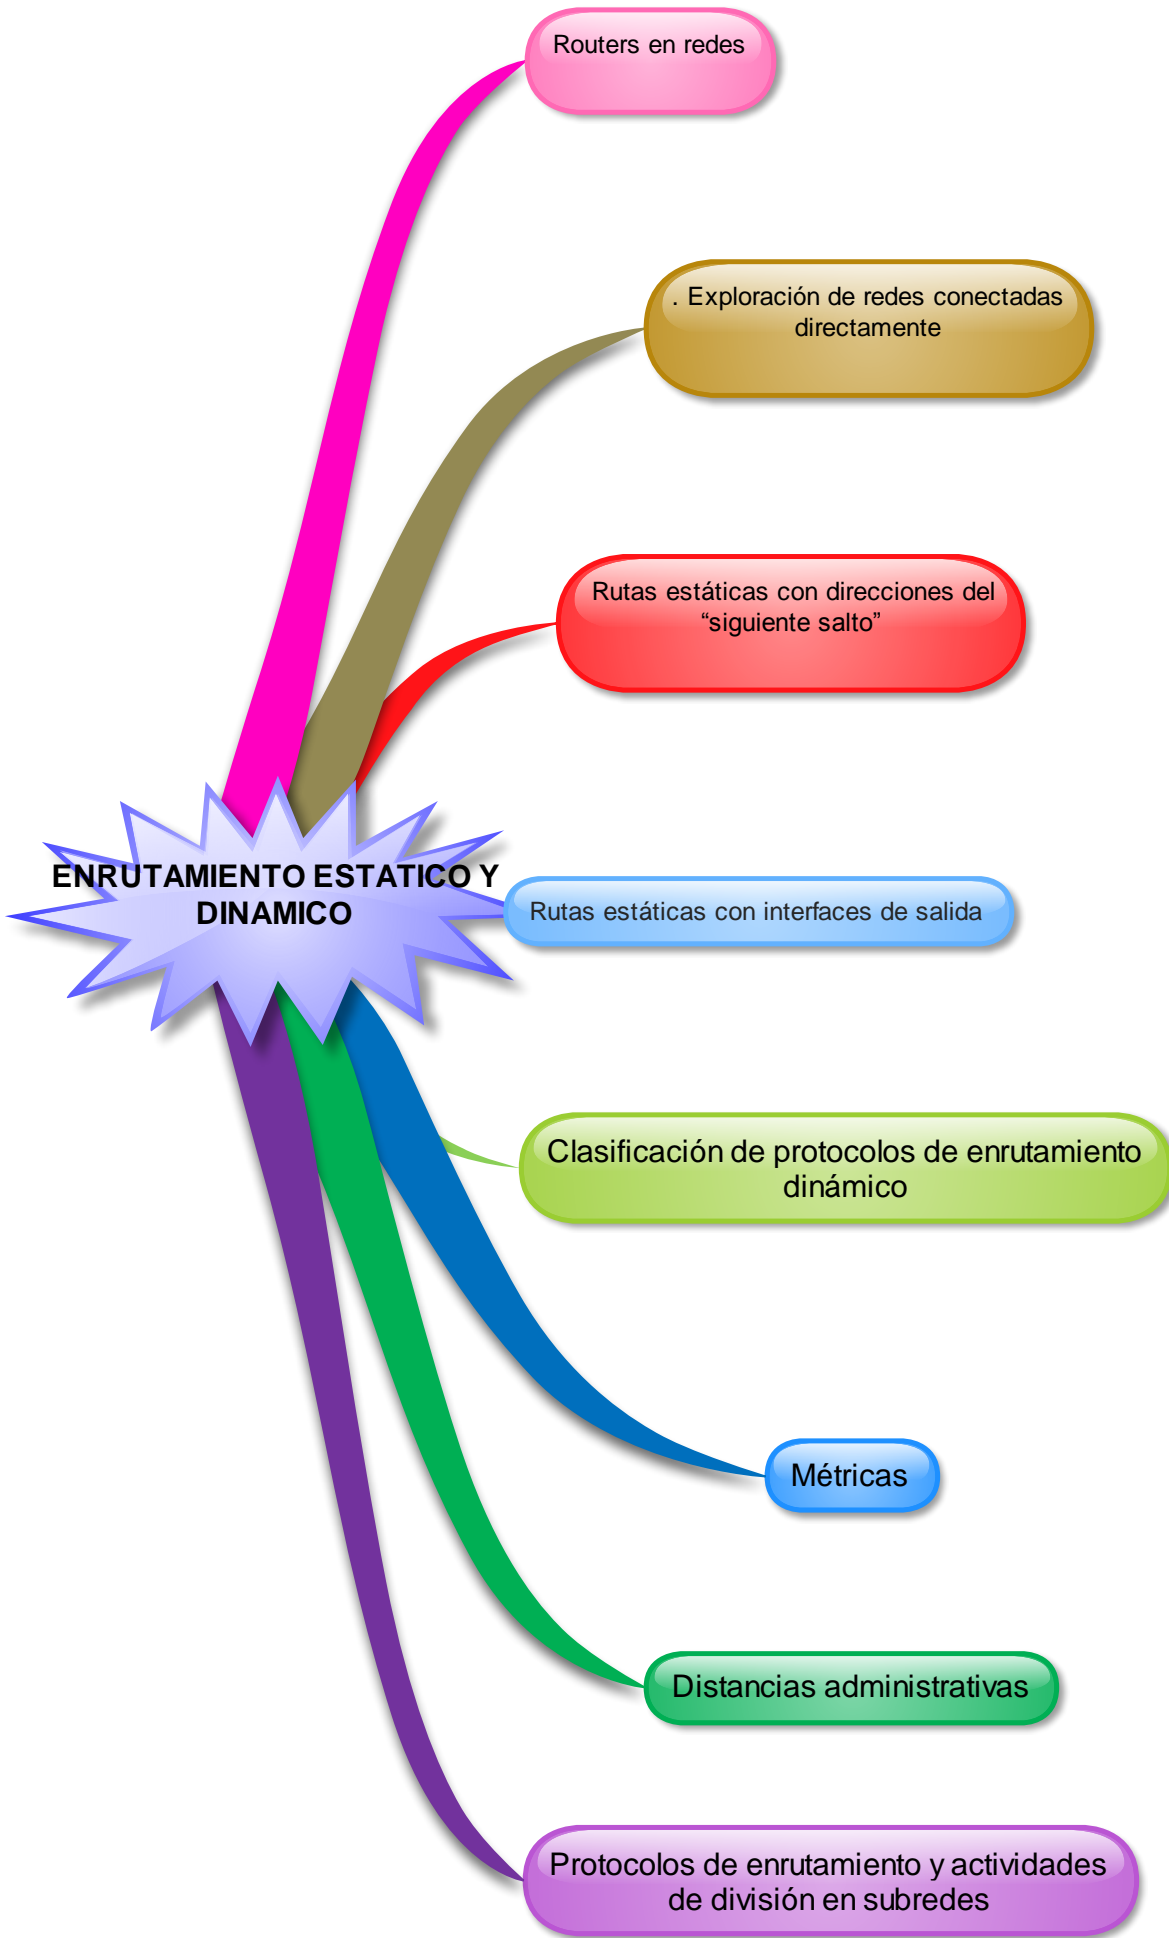 Routers en redes
. Exploración de redes conectadas
directamente
Rutas estáticas con direcciones del
“siguiente salto”
ENRUTAMIENTO ESTATICO Y
DINAMICO
Rutas estáticas con interfaces de salida
Clasificación de protocolos de enrutamiento
dinámico
Métricas
Distancias administrativas
Protocolos de enrutamiento y actividades
de división en subredes